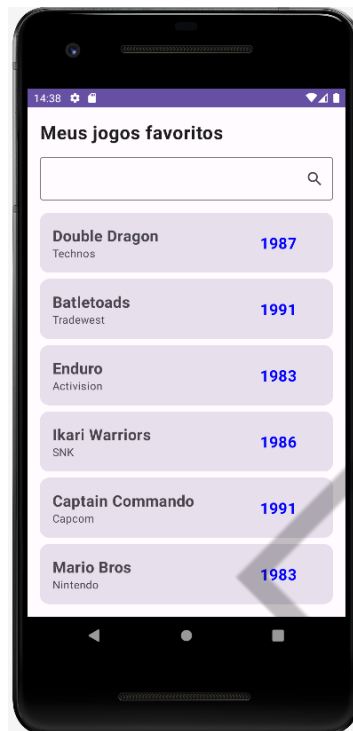 14:38
Meus jogos favoritos
Double Dragon
Technos
1987
Batletoads
Tradewest
1991
Enduro
Activision
1983
Ikari Warriors
SNK
1986
Captain Commando
Capcom
1991
Mario Bros
Nintendo
1983